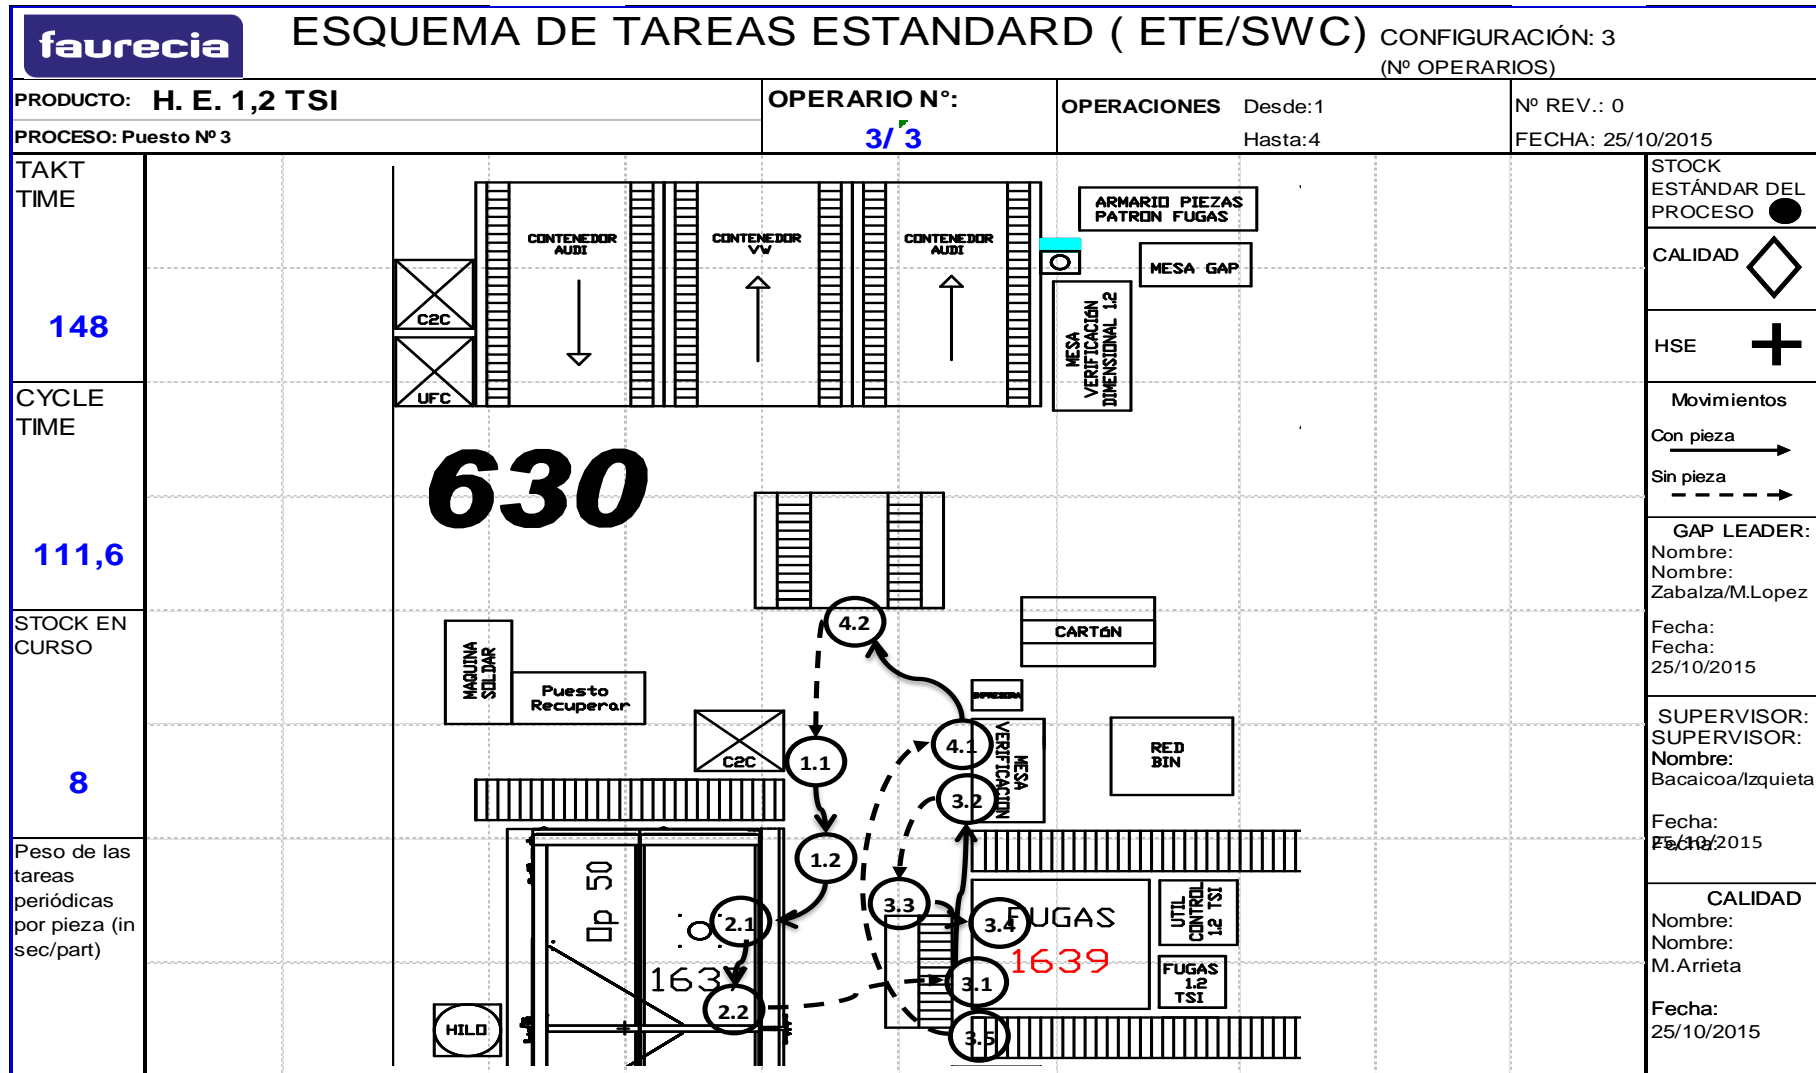 faurecia
ESQUEMA DE TAREAS ESTANDARD ( ETE/SWC)
CONFIGURACIÓN: 3
(Nº OPERARIOS)
PRODUCTO: H. E. 1,2 TSI
PROCESO: Puesto Nº 3
OPERARIO N°:
3/ 3
OPERACIONES Desde:1
Hasta:4
Nº REV.: 0
FECHA: 25/10/2015
TAKT
TIME
148
CYCLE
TIME
111,6
STOCK EN
CURSO
8
Peso de las
tareas
periódicas
por pieza (in
sec/part)
CONTENEDOR
AUDI
CONTENEDOR
VW
CONTENEDOR
AUDI
C2C
UFC
ARMARIO PIEZAS
PATRON FUGAS
MESA GAP
MESA
VERIFICACIÓN
DIMENSIONAL 1.2
630
4.2
CARTóN
MAQUINA
SOLDAR
Puesto
Recuperar
C2C
1.1
IMPRESORA
4.1
MESA
VERIFICACION
3.2
RED
BIN
1.2
Op 50
2.1
163
2.2
3.3
3.4
FUGAS
1639
3.1
3.5
UTIL
CONTROL
1.2 TSI
FUGAS
1.2
TSI
HILO
STOCK
ESTÁNDAR DEL
PROCESO
CALIDAD
HSE
Movimientos
Con pieza
Sin pieza
GAP LEADER:
Nombre:
Nombre:
Zabalza/M.Lopez
Fecha:
Fecha:
25/10/2015
SUPERVISOR:
SUPERVISOR:
Nombre:
Bacaicoa/Izquieta
Fecha:
Fecha:
25/10/2015
CALIDAD
Nombre:
Nombre:
M.Arrieta
Fecha:
25/10/2015